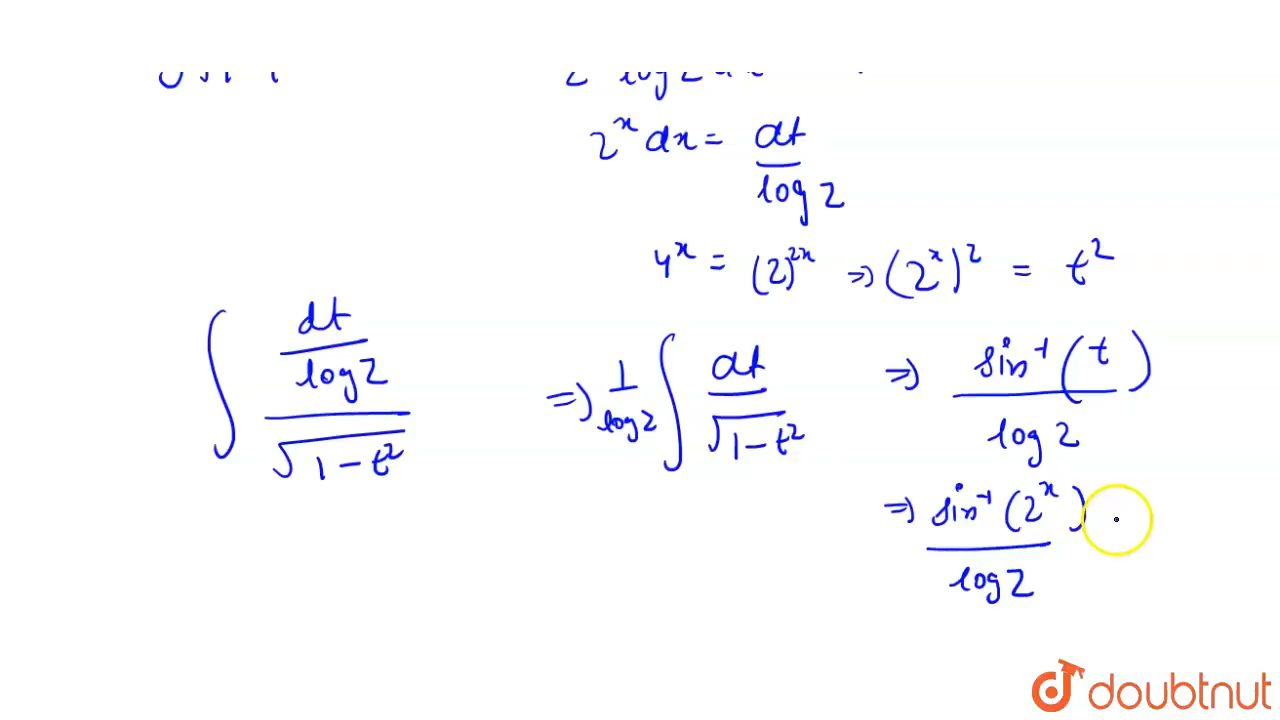 2^x dx = dt / log 2
4^x = (2)^2x ⇒ (2^x)^2 = t^2
∫ (dt / log 2) / √(1 - t^2) ⇒ 1 / log 2 ∫ dt / √(1 - t^2) ⇒ sin^-1 (t) / log 2
⇒ sin^-1 (2^x) / log 2
doubtnut